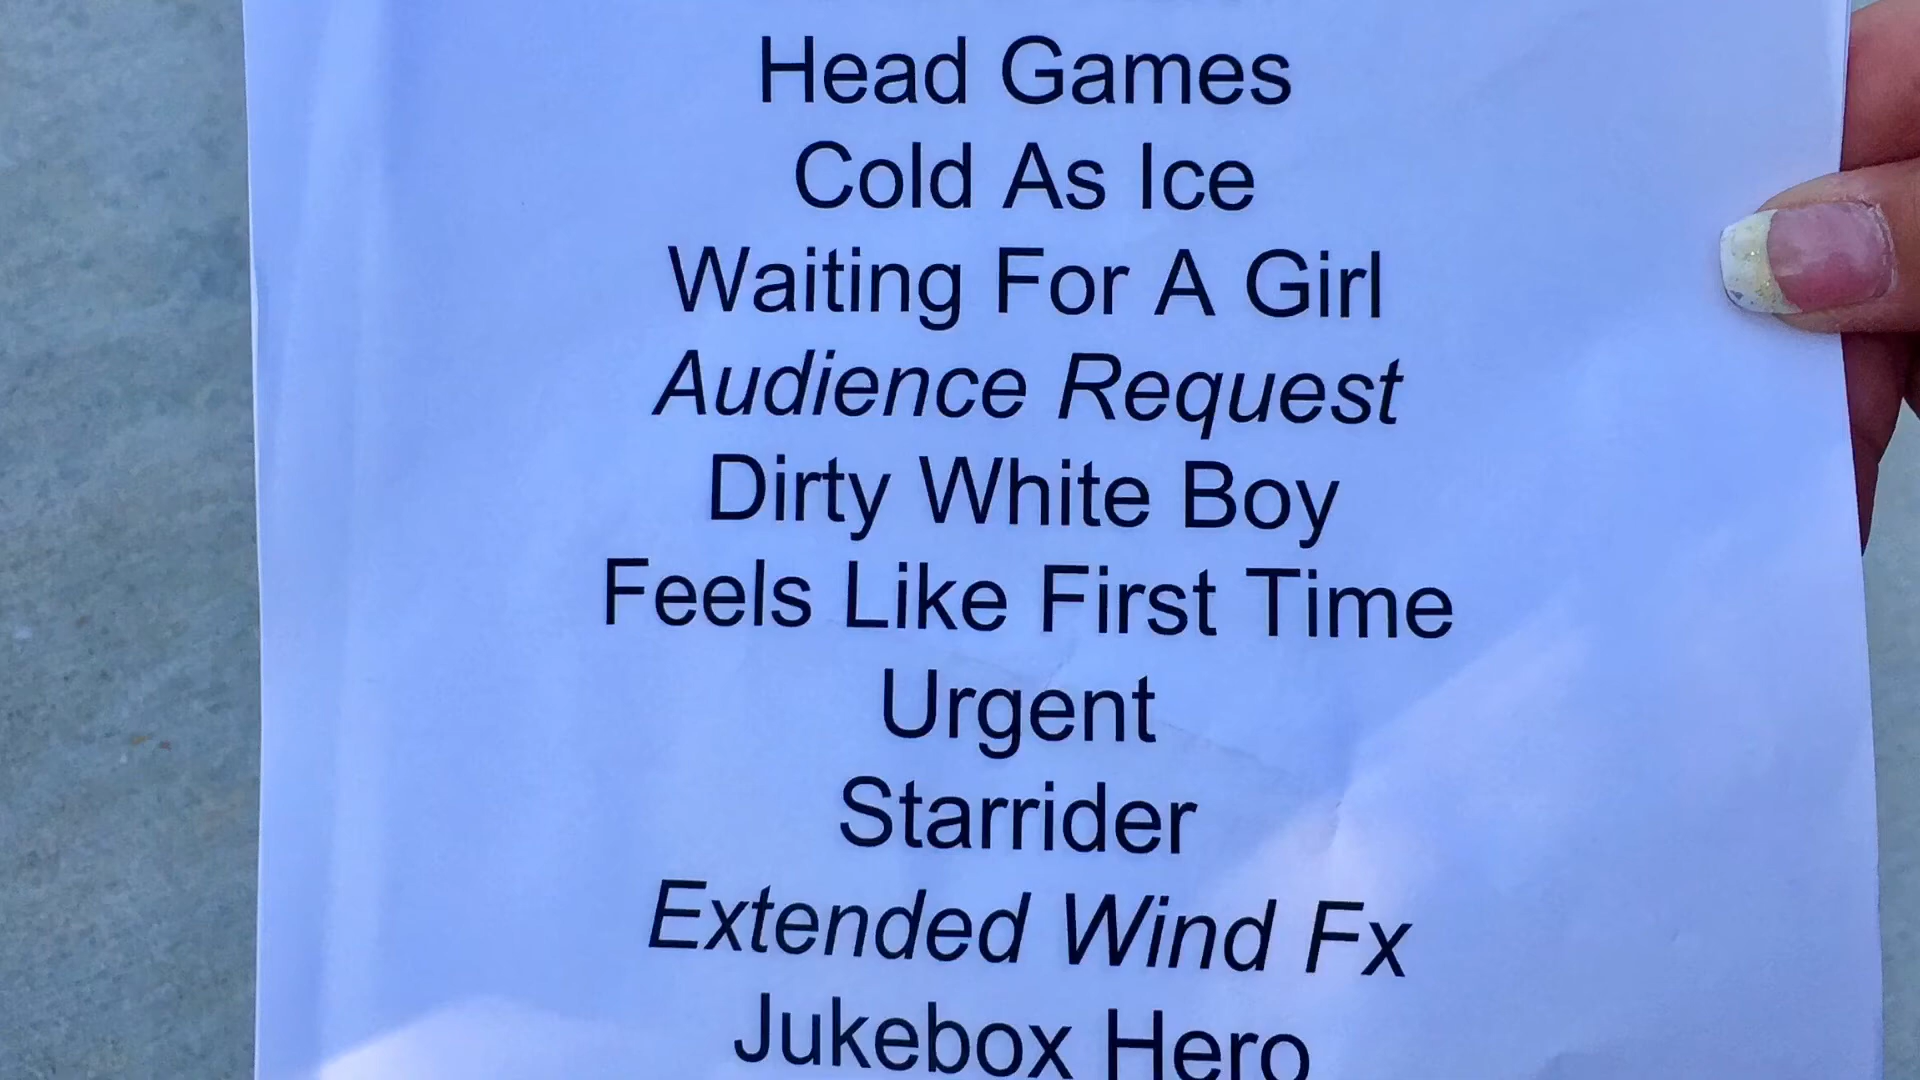 Head Games
Cold As Ice
Waiting For A Girl
Audience Request
Dirty White Boy
Feels Like First Time
Urgent
Starrider
Extended Wind Fx
Jukebox Hero